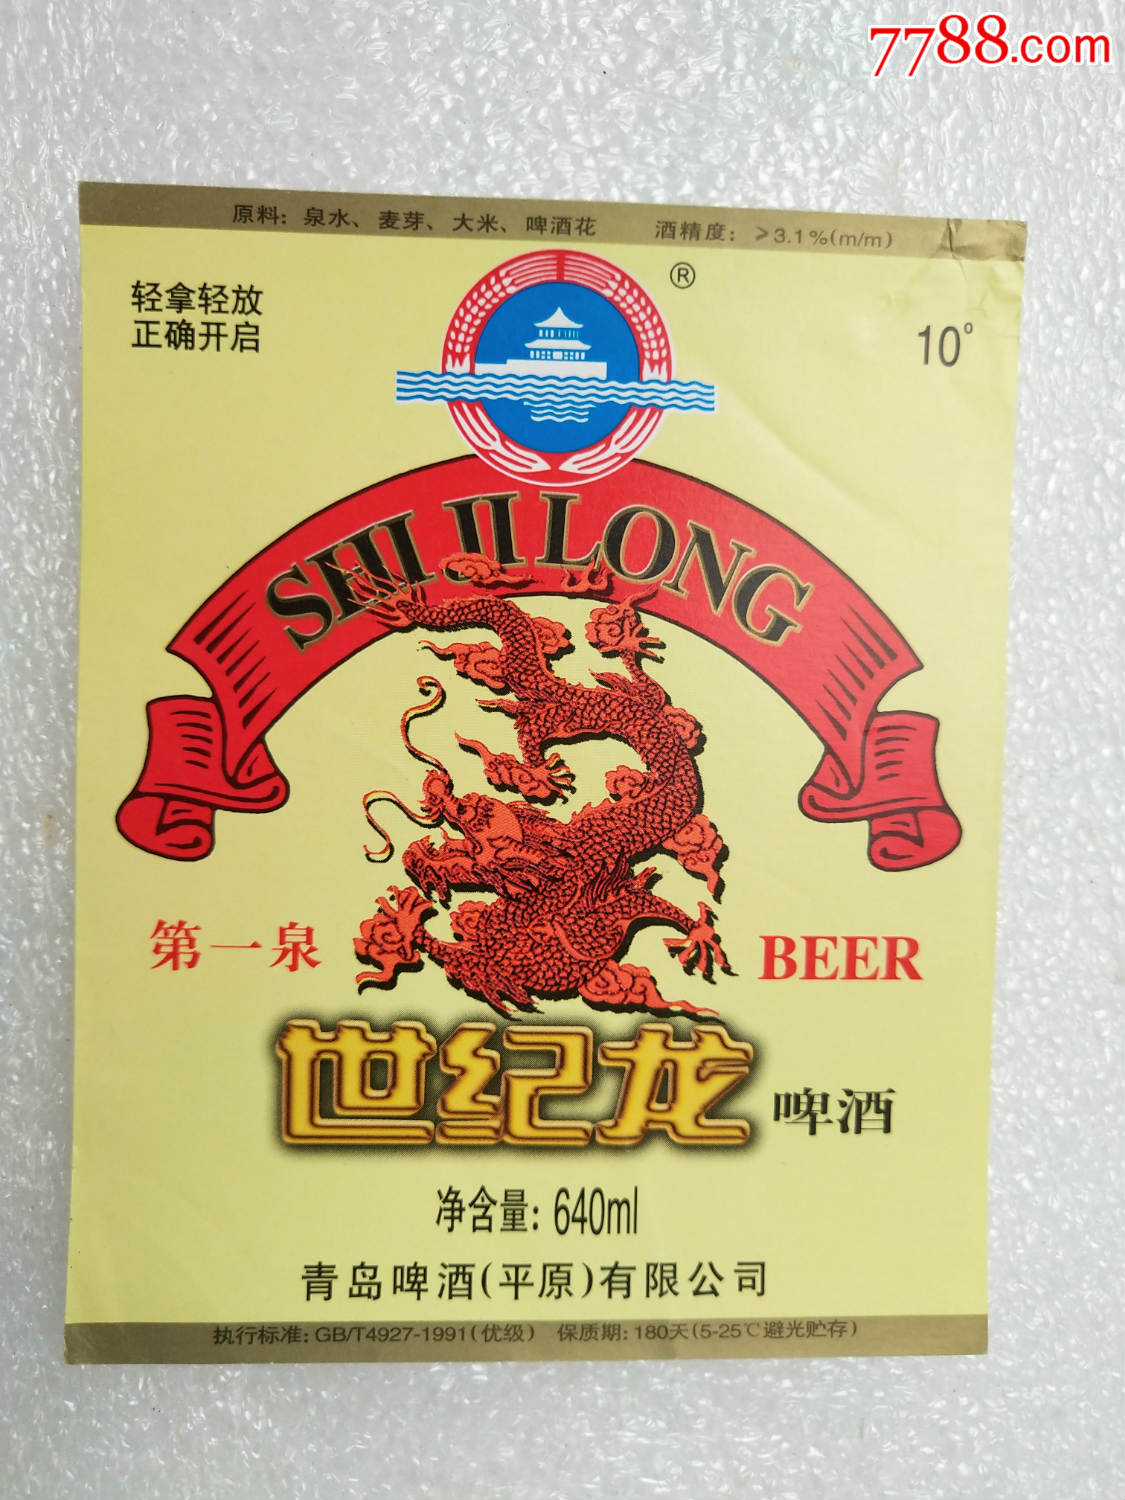 7788.com
原料：泉水、麦芽、大米、啤酒花 酒精度：≥3.1%(m/m)
轻拿轻放
正确开启
®
10°
SHI JI LONG
第一泉
BEER
世纪龙 啤酒
净含量：640ml
青岛啤酒(平原)有限公司
执行标准：GB/T4927-1991(优级) 保质期：180天(5-25℃避光贮存)